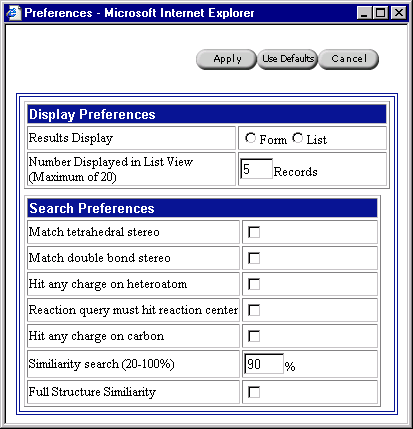 Preferences - Microsoft Internet Explorer
Apply Use Defaults Cancel
Display Preferences
Results Display Form List
Number Displayed in List View
(Maximum of 20) 5 Records
Search Preferences
Match tetrahedral stereo
Match double bond stereo
Hit any charge on heteroatom
Reaction query must hit reaction center
Hit any charge on carbon
Similiarity search (20-100%) 90 %
Full Structure Similiarity